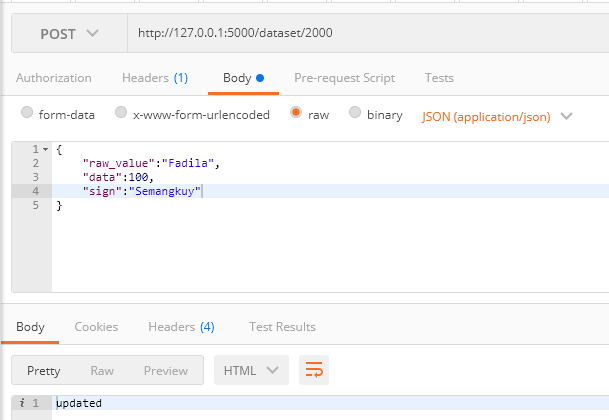 POST http://127.0.0.1:5000/dataset/2000
Authorization Headers (1) Body Pre-request Script Tests
form-data x-www-form-urlencoded raw binary JSON (application/json)
1 {
2 "raw_value":"Fadila",
3 "data":100,
4 "sign":"Semangkuy"
5 }
Body Cookies Headers (4) Test Results
Pretty Raw Preview HTML
i 1 updated